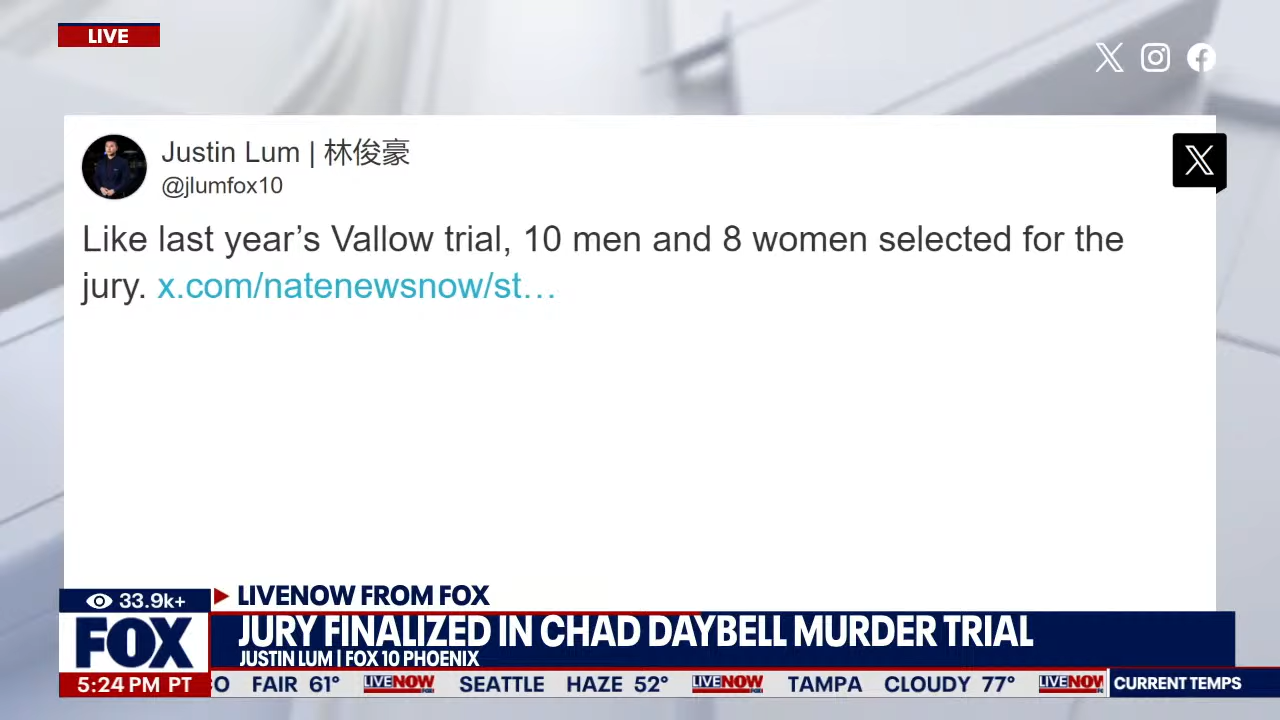 LIVE
Justin Lum | 林俊豪
@jlumfox10
Like last year’s Vallow trial, 10 men and 8 women selected for the
jury. x.com/natenewsnow/st…
33.9k+
LIVENOW FROM FOX
FOX
JURY FINALIZED IN CHAD DAYBELL MURDER TRIAL
JUSTIN LUM | FOX 10 PHOENIX
5:24 PM PT
O FAIR 61° LIVENOW SEATTLE HAZE 52° LIVENOW TAMPA CLOUDY 77° LIVENOW CURRENT TEMPS